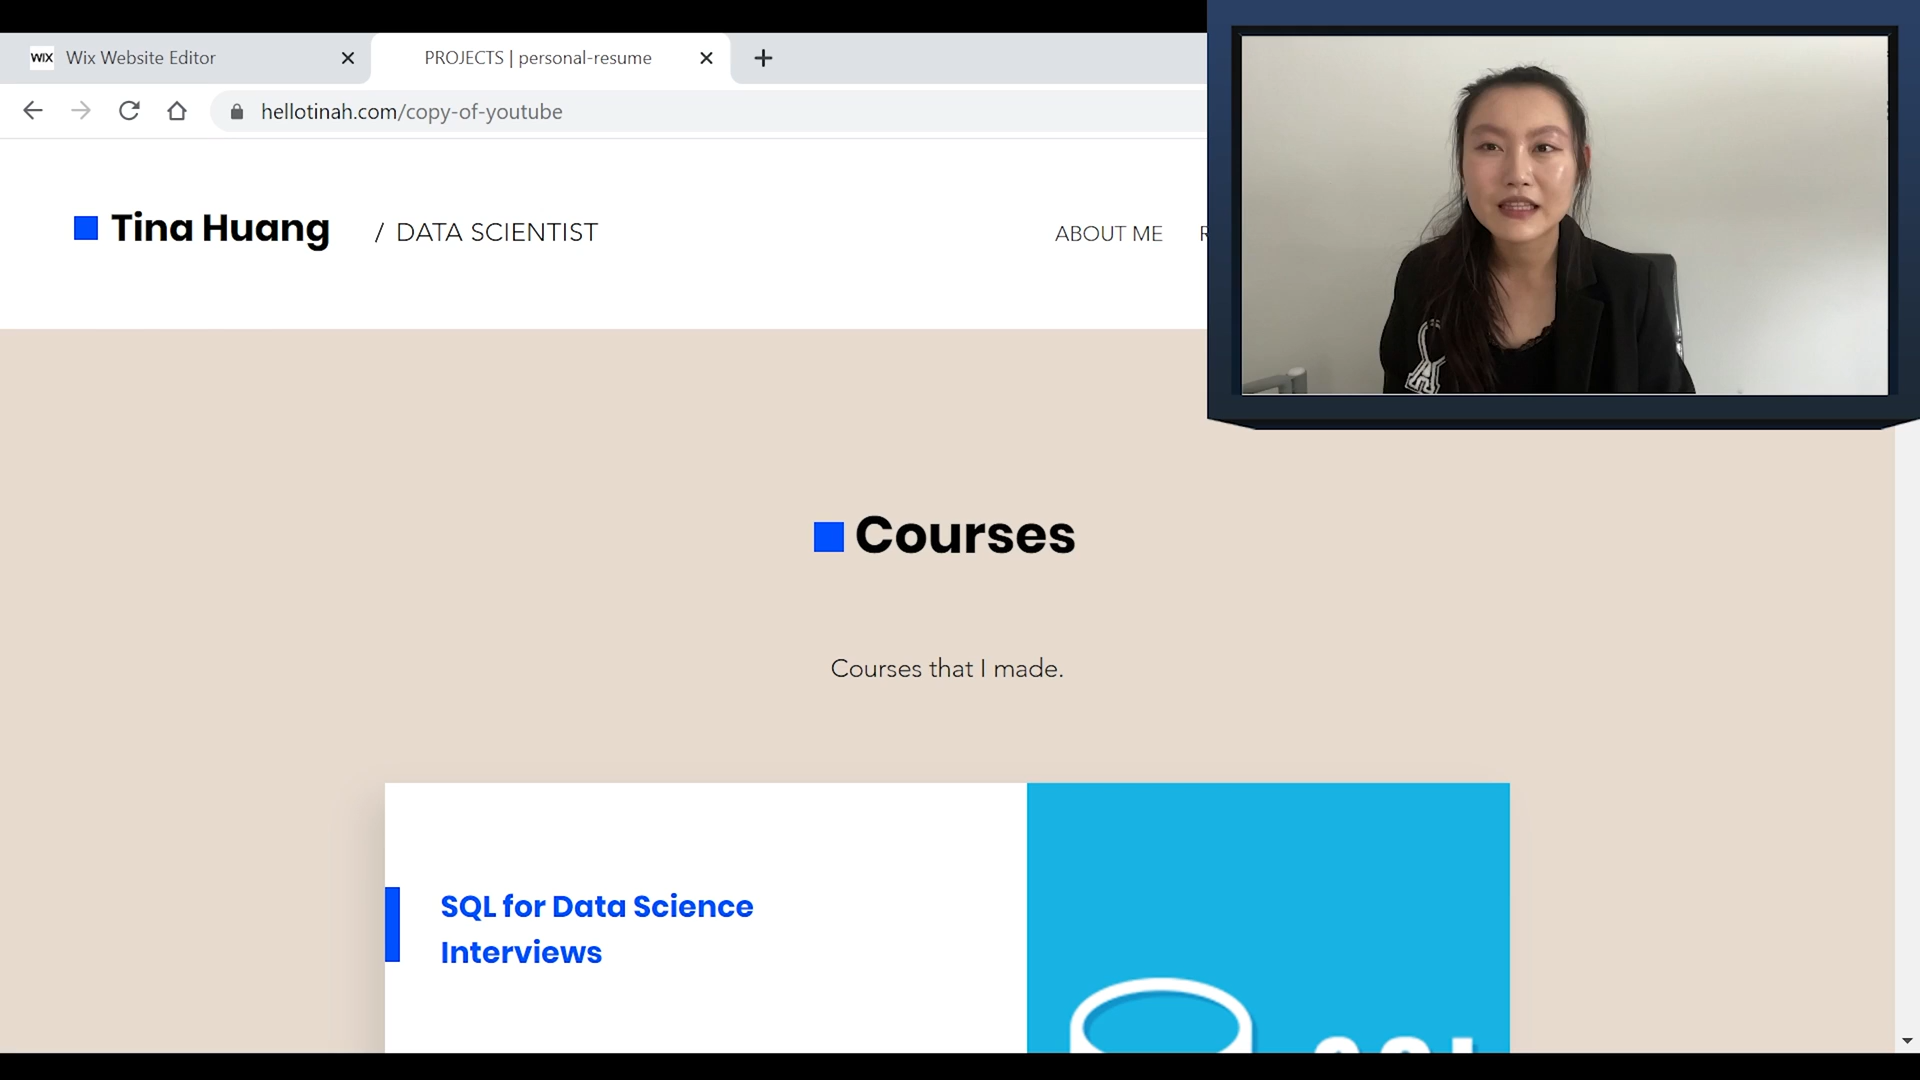 WIX Wix Website Editor
PROJECTS | personal-resume
hellotinah.com/copy-of-youtube
Tina Huang / DATA SCIENTIST
ABOUT ME
Courses
Courses that I made.
SQL for Data Science
Interviews